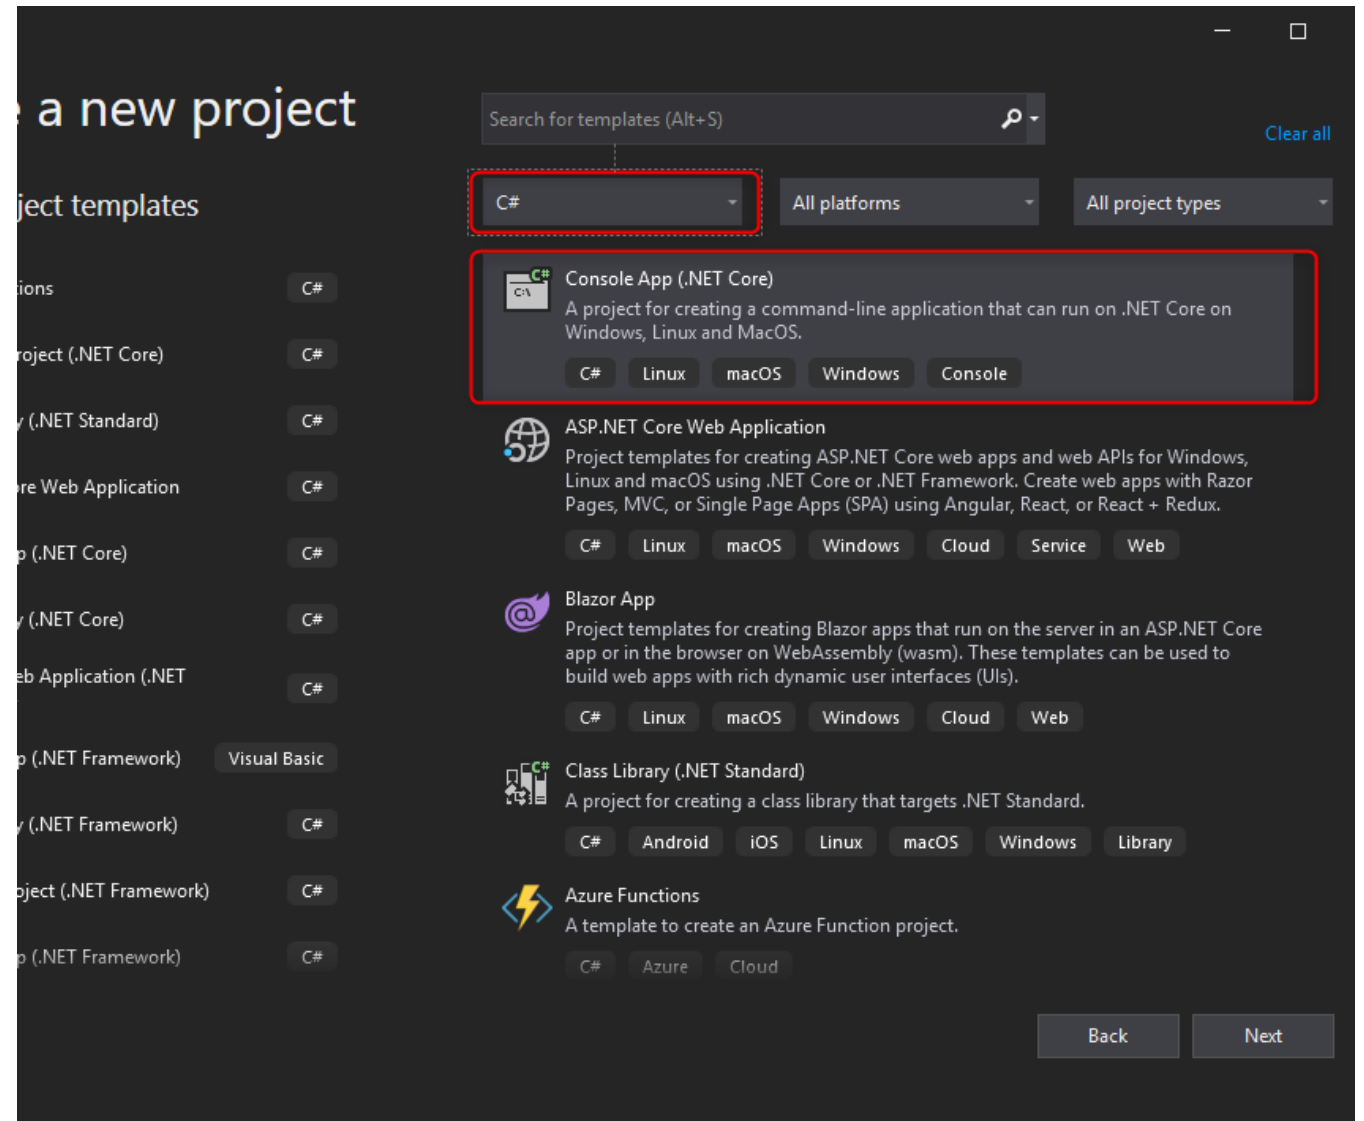 a new project
Search for templates (Alt+S)
Clear all
ject templates
C#
All platforms
All project types
ions C#
roject (.NET Core) C#
y (.NET Standard) C#
re Web Application C#
p (.NET Core) C#
y (.NET Core) C#
eb Application (.NET
C#
p (.NET Framework) Visual Basic
y (.NET Framework) C#
oject (.NET Framework) C#
p (.NET Framework) C#
C#
C:\
Console App (.NET Core)
A project for creating a command-line application that can run on .NET Core on
Windows, Linux and MacOS.
C# Linux macOS Windows Console
ASP.NET Core Web Application
Project templates for creating ASP.NET Core web apps and web APIs for Windows,
Linux and macOS using .NET Core or .NET Framework. Create web apps with Razor
Pages, MVC, or Single Page Apps (SPA) using Angular, React, or React + Redux.
C# Linux macOS Windows Cloud Service Web
@
Blazor App
Project templates for creating Blazor apps that run on the server in an ASP.NET Core
app or in the browser on WebAssembly (wasm). These templates can be used to
build web apps with rich dynamic user interfaces (UIs).
C# Linux macOS Windows Cloud Web
C#
Class Library (.NET Standard)
A project for creating a class library that targets .NET Standard.
C# Android iOS Linux macOS Windows Library
Azure Functions
A template to create an Azure Function project.
C# Azure Cloud
Back
Next